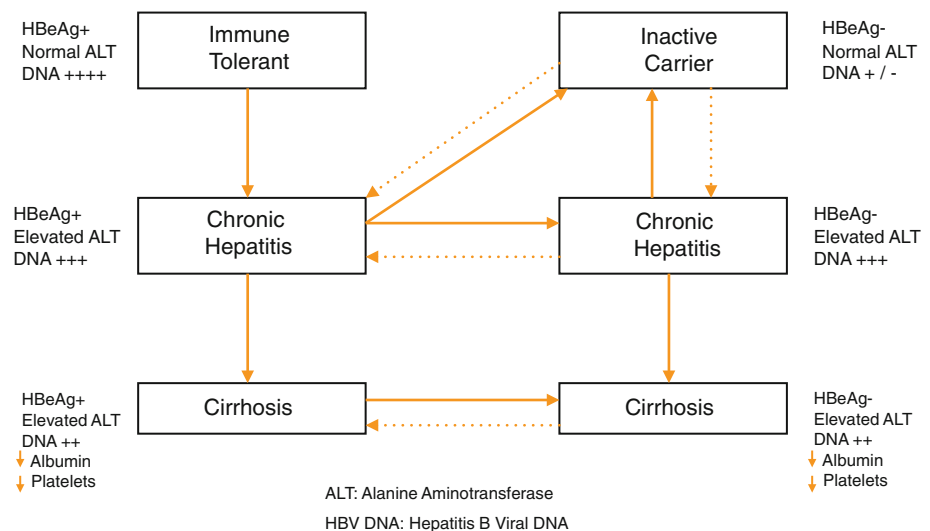 HBeAg+
Normal ALT
DNA ++++
Immune
Tolerant
Inactive
Carrier
HBeAg-
Normal ALT
DNA + / -
HBeAg+
Elevated ALT
DNA +++
Chronic
Hepatitis
Chronic
Hepatitis
HBeAg-
Elevated ALT
DNA +++
HBeAg+
Elevated ALT
DNA ++
↓ Albumin
↓ Platelets
Cirrhosis
Cirrhosis
HBeAg-
Elevated ALT
DNA ++
↓ Albumin
↓ Platelets
ALT: Alanine Aminotransferase
HBV DNA: Hepatitis B Viral DNA